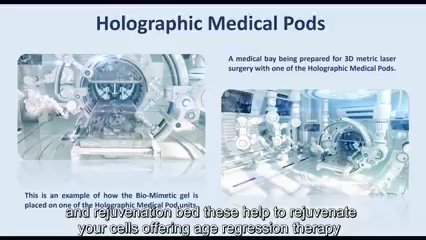 Holographic Medical Pods
A medical bay being prepared for 3D metric laser
surgery with one of the Holographic Medical Pods.
This is an example of how the Bio-Mimetic gel is
placed on one of the Holographic Medical Pod units.
and rejuvenation bed these help to rejuvenate
your cells offering age regression therapy